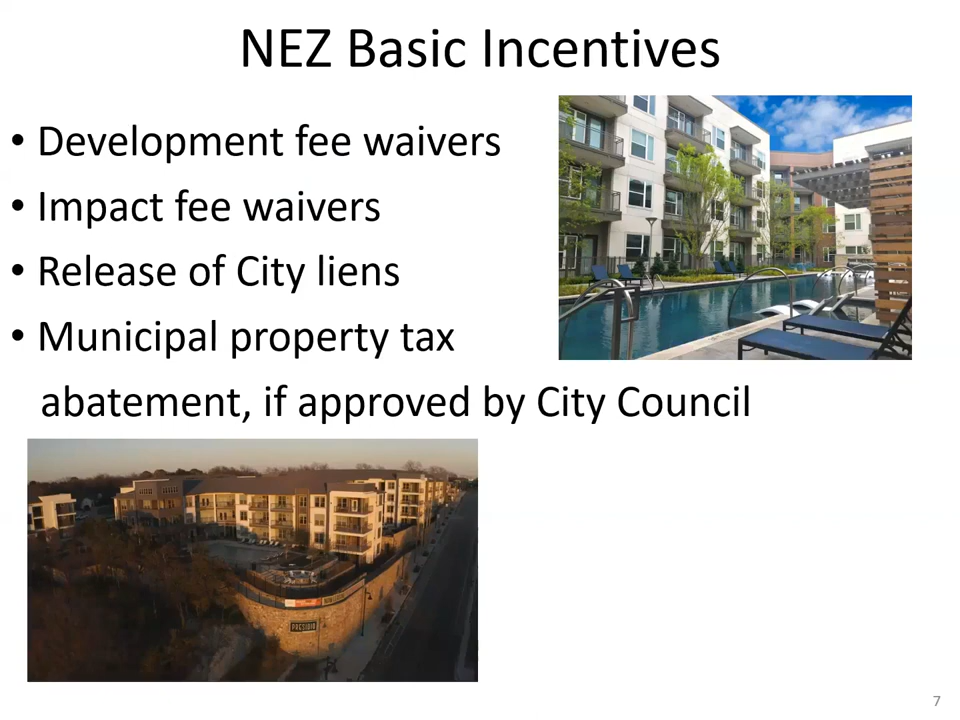 NEZ Basic Incentives
• Development fee waivers
• Impact fee waivers
• Release of City liens
• Municipal property tax
abatement, if approved by City Council
PRESIDIO
7